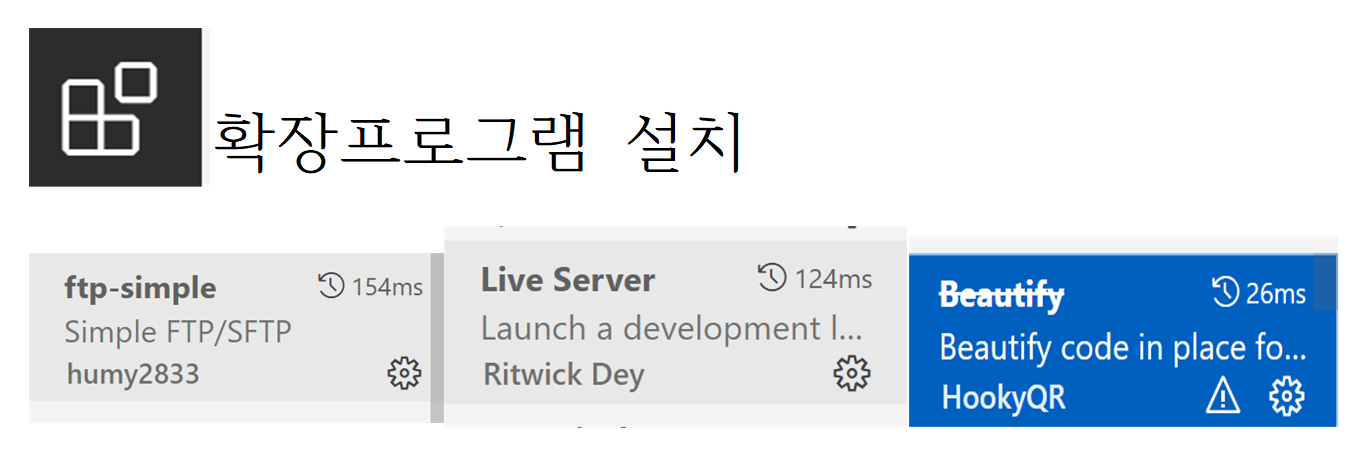 확장프로그램 설치
ftp-simple 154ms
Simple FTP/SFTP
humy2833
Live Server 124ms
Launch a development l...
Ritwick Dey
Beautify 26ms
Beautify code in place fo...
HookyQR